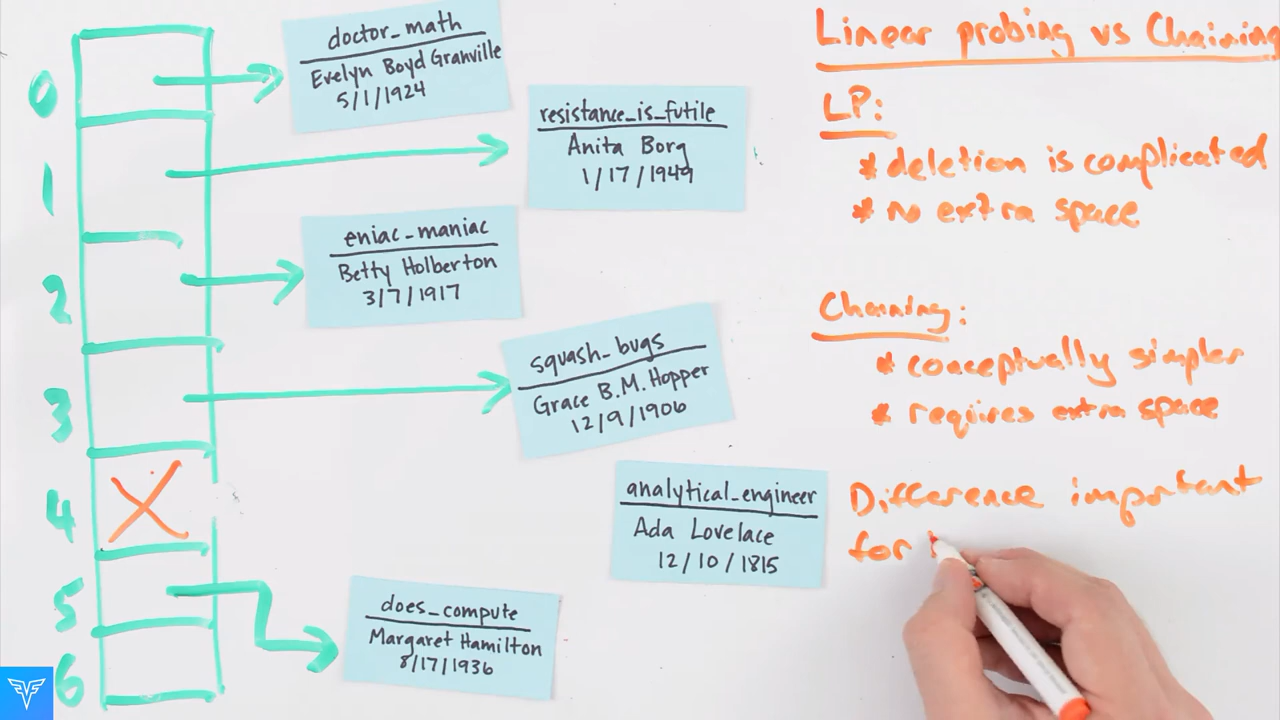 0
1
2
3
4
5
6
doctor_math
Evelyn Boyd Granville
5/1/1924
resistance_is_futile
Anita Borg
1/17/1949
eniac_maniac
Betty Holberton
3/7/1917
squash_bugs
Grace B.M. Hopper
12/9/1906
analytical_engineer
Ada Lovelace
12/10/1815
does_compute
Margaret Hamilton
8/17/1936
Linear probing vs Chaining
LP:
* deletion is complicated
* no extra space
Chaining:
* conceptually simpler
* requires extra space
Difference important
for